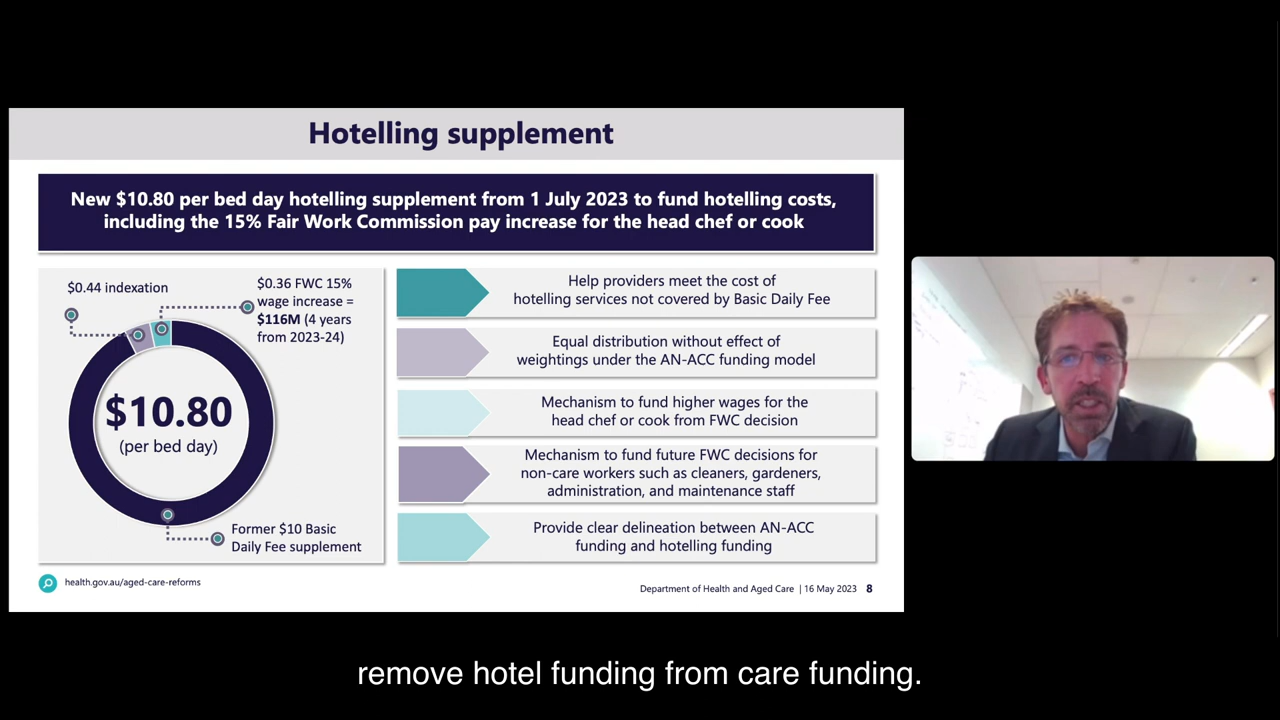 Hotelling supplement
New $10.80 per bed day hotelling supplement from 1 July 2023 to fund hotelling costs,
including the 15% Fair Work Commission pay increase for the head chef or cook
$0.44 indexation
$0.36 FWC 15%
wage increase =
$116M (4 years
from 2023-24)
$10.80
(per bed day)
Former $10 Basic
Daily Fee supplement
Help providers meet the cost of
hotelling services not covered by Basic Daily Fee
Equal distribution without effect of
weightings under the AN-ACC funding model
Mechanism to fund higher wages for the
head chef or cook from FWC decision
Mechanism to fund future FWC decisions for
non-care workers such as cleaners, gardeners,
administration, and maintenance staff
Provide clear delineation between AN-ACC
funding and hotelling funding
health.gov.au/aged-care-reforms
Department of Health and Aged Care | 16 May 2023 8
remove hotel funding from care funding.